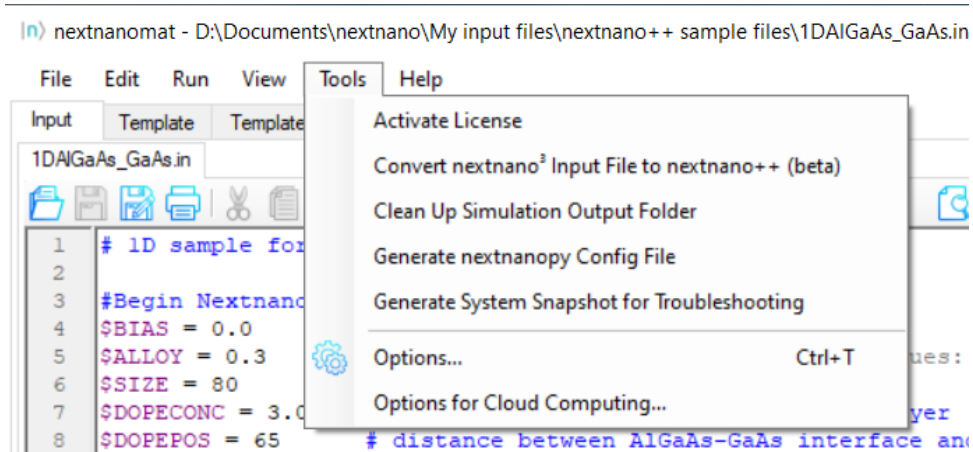 |n⟩ nextnanomat - D:\Documents\nextnano\My input files\nextnano++ sample files\1DAlGaAs_GaAs.in
File Edit Run View Tools Help
Input Template Template
1DAlGaAs_GaAs.in
Activate License
Convert nextnano³ Input File to nextnano++ (beta)
Clean Up Simulation Output Folder
Generate nextnanopy Config File
Generate System Snapshot for Troubleshooting
Options... Ctrl+T
Options for Cloud Computing...
1 # 1D sample for
2
3 #Begin Nextnano
4 $BIAS = 0.0
5 $ALLOY = 0.3 ues:
6 $SIZE = 80
7 $DOPECONC = 3.0 yer
8 $DOPEPOS = 65 # distance between AlGaAs-GaAs interface and